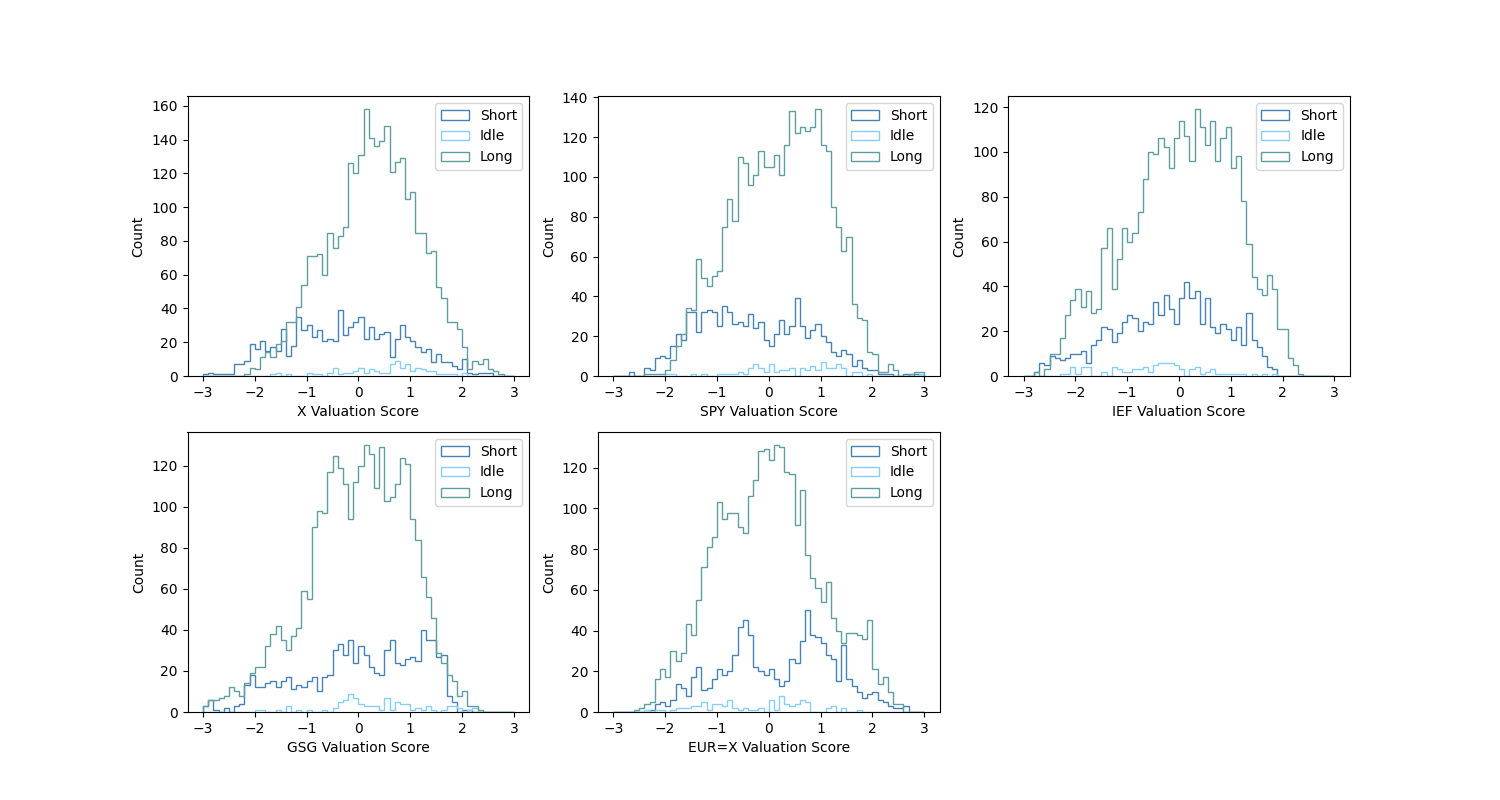 160
140
120
100
80
60
40
20
0
Count
−3 −2 −1 0 1 2 3
X Valuation Score
Short
Idle
Long
140
120
100
80
60
40
20
0
Count
−3 −2 −1 0 1 2 3
SPY Valuation Score
Short
Idle
Long
120
100
80
60
40
20
0
Count
−3 −2 −1 0 1 2 3
IEF Valuation Score
Short
Idle
Long
120
100
80
60
40
20
0
Count
−3 −2 −1 0 1 2 3
GSG Valuation Score
Short
Idle
Long
120
100
80
60
40
20
0
Count
−3 −2 −1 0 1 2 3
EUR=X Valuation Score
Short
Idle
Long